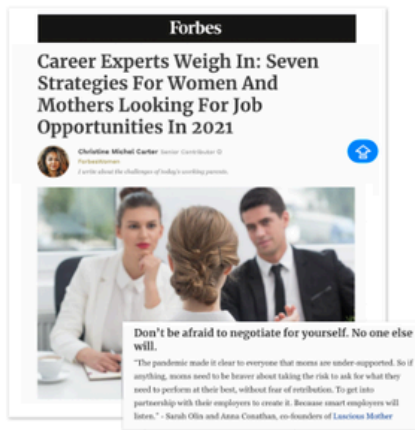 Forbes
Career Experts Weigh In: Seven
Strategies For Women And
Mothers Looking For Job
Opportunities In 2021
Christine Michel Carter Senior Contributor
ForbesWomen
I write about the challenges of today's working parents.
Don't be afraid to negotiate for yourself. No one else
will.
"The pandemic made it clear to everyone that moms are under-supported. So if
anything, moms need to be braver about taking the risk to ask for what they
need to perform at their best, without fear of retribution. To get into
partnership with their employers to create it. Because smart employers will
listen." - Sarah Olin and Anna Conathan, co-founders of Luscious Mother